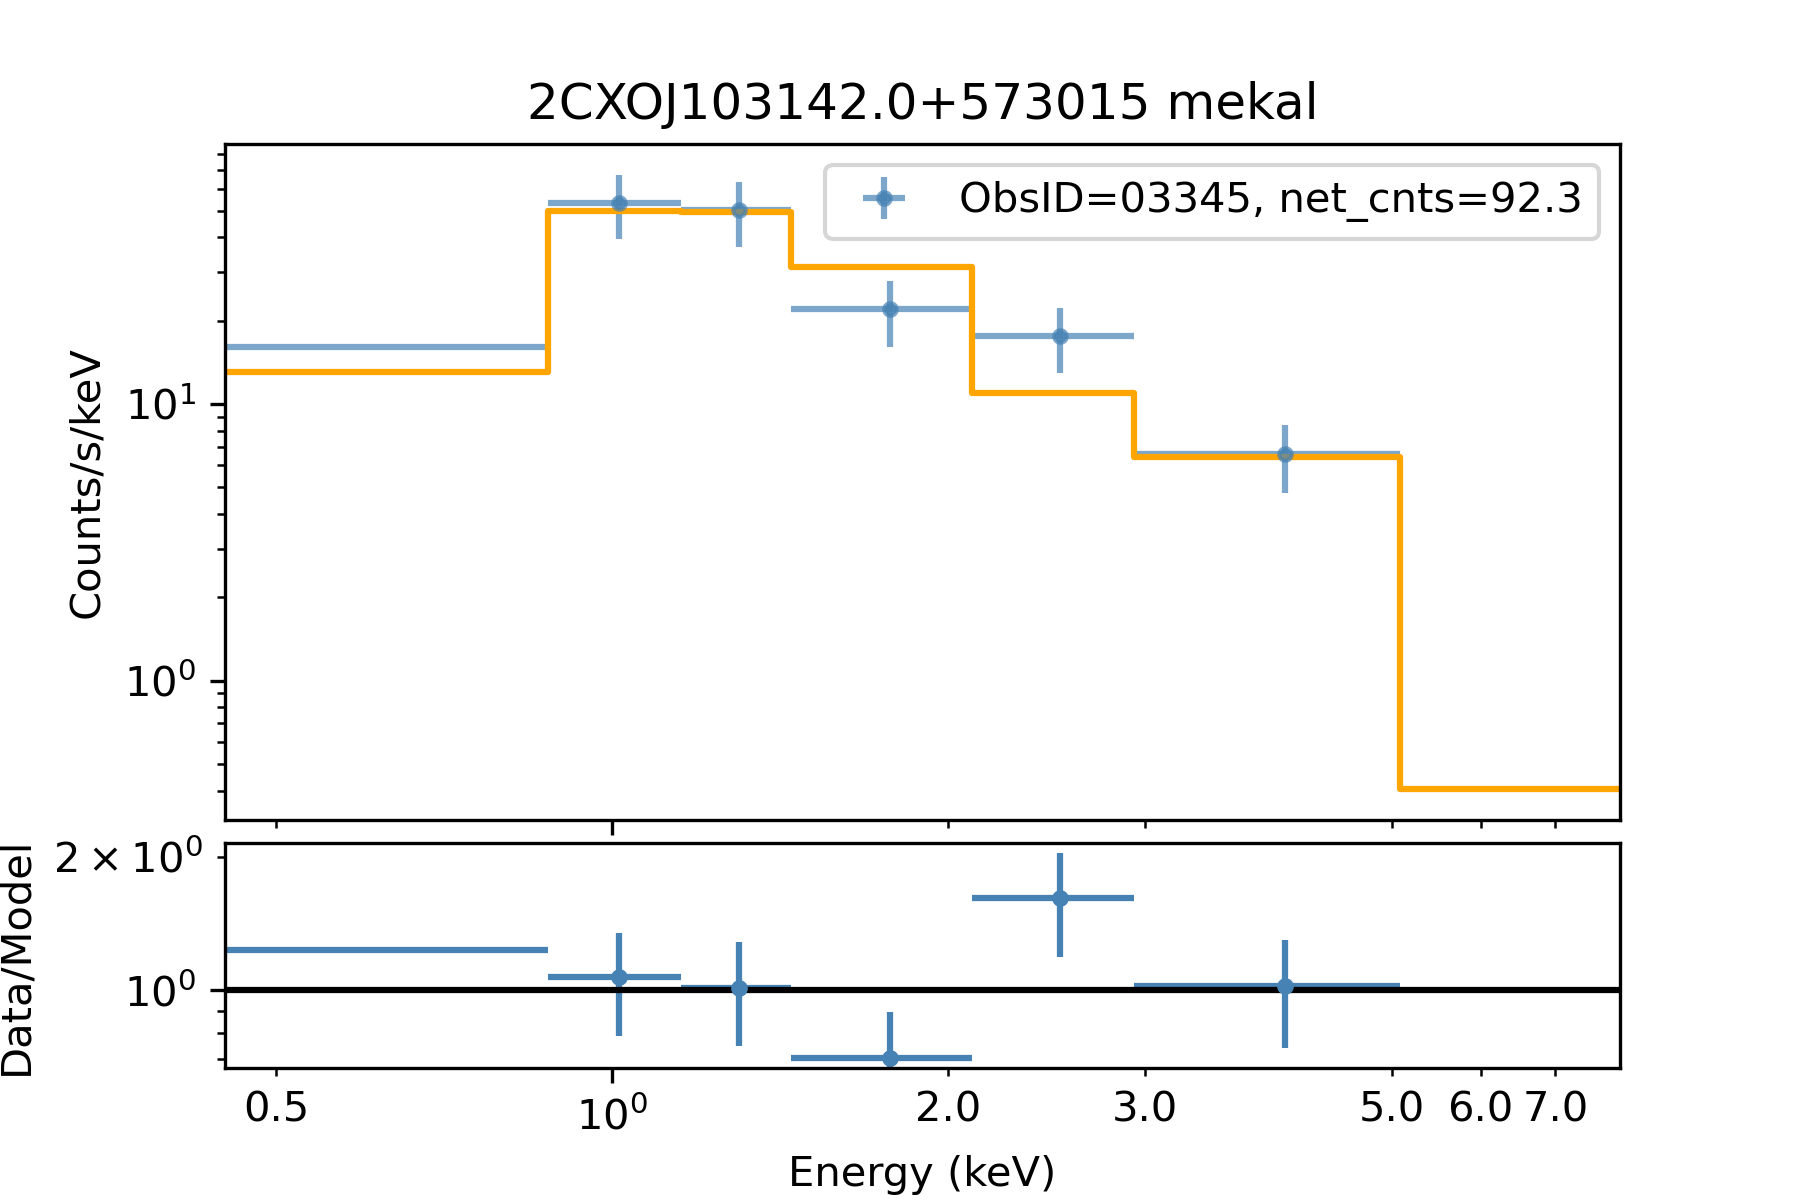 2CXOJ103142.0+573015 mekal
ObsID=03345, net_cnts=92.3
Counts/s/keV
10¹
10⁰
Data/Model
2 × 10⁰
10⁰
0.5 10⁰ 2.0 3.0 5.0 6.0 7.0
Energy (keV)